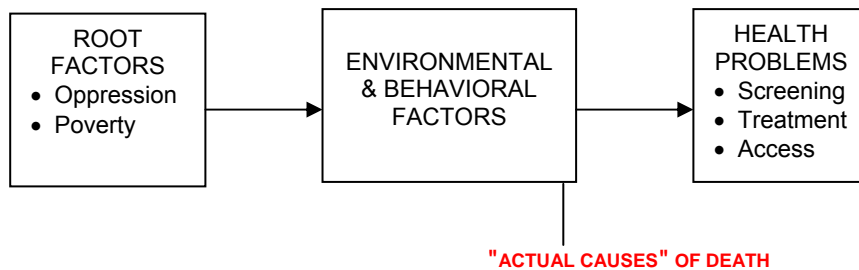 ROOT
FACTORS
• Oppression
• Poverty
ENVIRONMENTAL
& BEHAVIORAL
FACTORS
HEALTH
PROBLEMS
• Screening
• Treatment
• Access
"ACTUAL CAUSES" OF DEATH